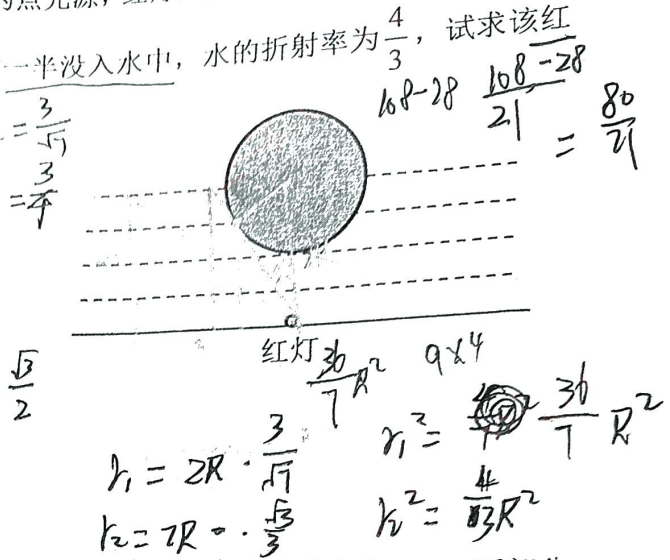 的点光源，红
一半没入水中，水的折射率为 4/3，试求该红
108-28 (108-28)/21 = 80/21
= 3/√7
= 3/√
红灯
36/7 R² 9×4
√3/2
r₁ = 2R · 3/√7 r₁² = 36/7 R²
r₂ = 2R · √3/3 r₂² = 4/3 R²